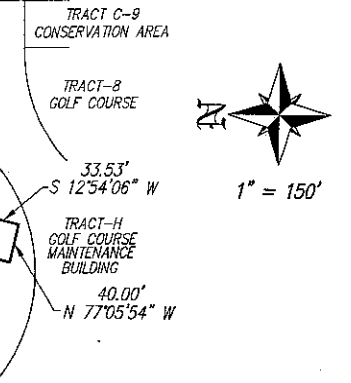 TRACT C-9
CONSERVATION AREA
TRACT-8
GOLF COURSE
N
1" = 150'
33.53'
S 12°54'06" W
TRACT-H
GOLF COURSE
MAINTENANCE
BUILDING
40.00'
N 77°05'54" W